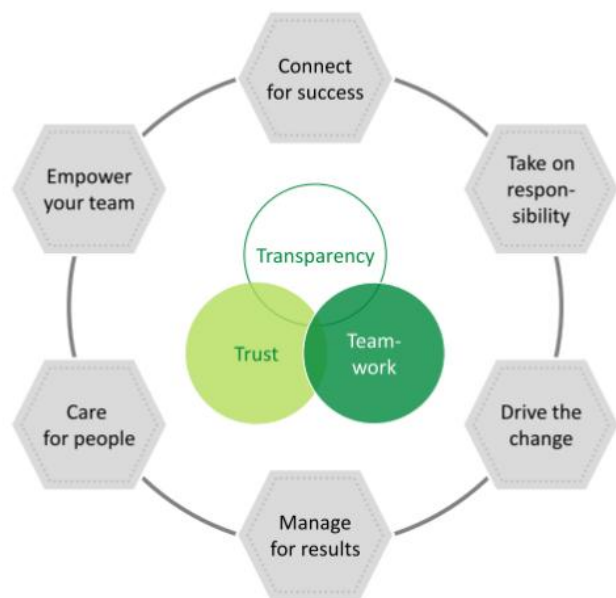 Connect
for success
Take on
respon-
sibility
Drive the
change
Manage
for results
Care
for people
Empower
your team
Transparency
Trust
Team-
work